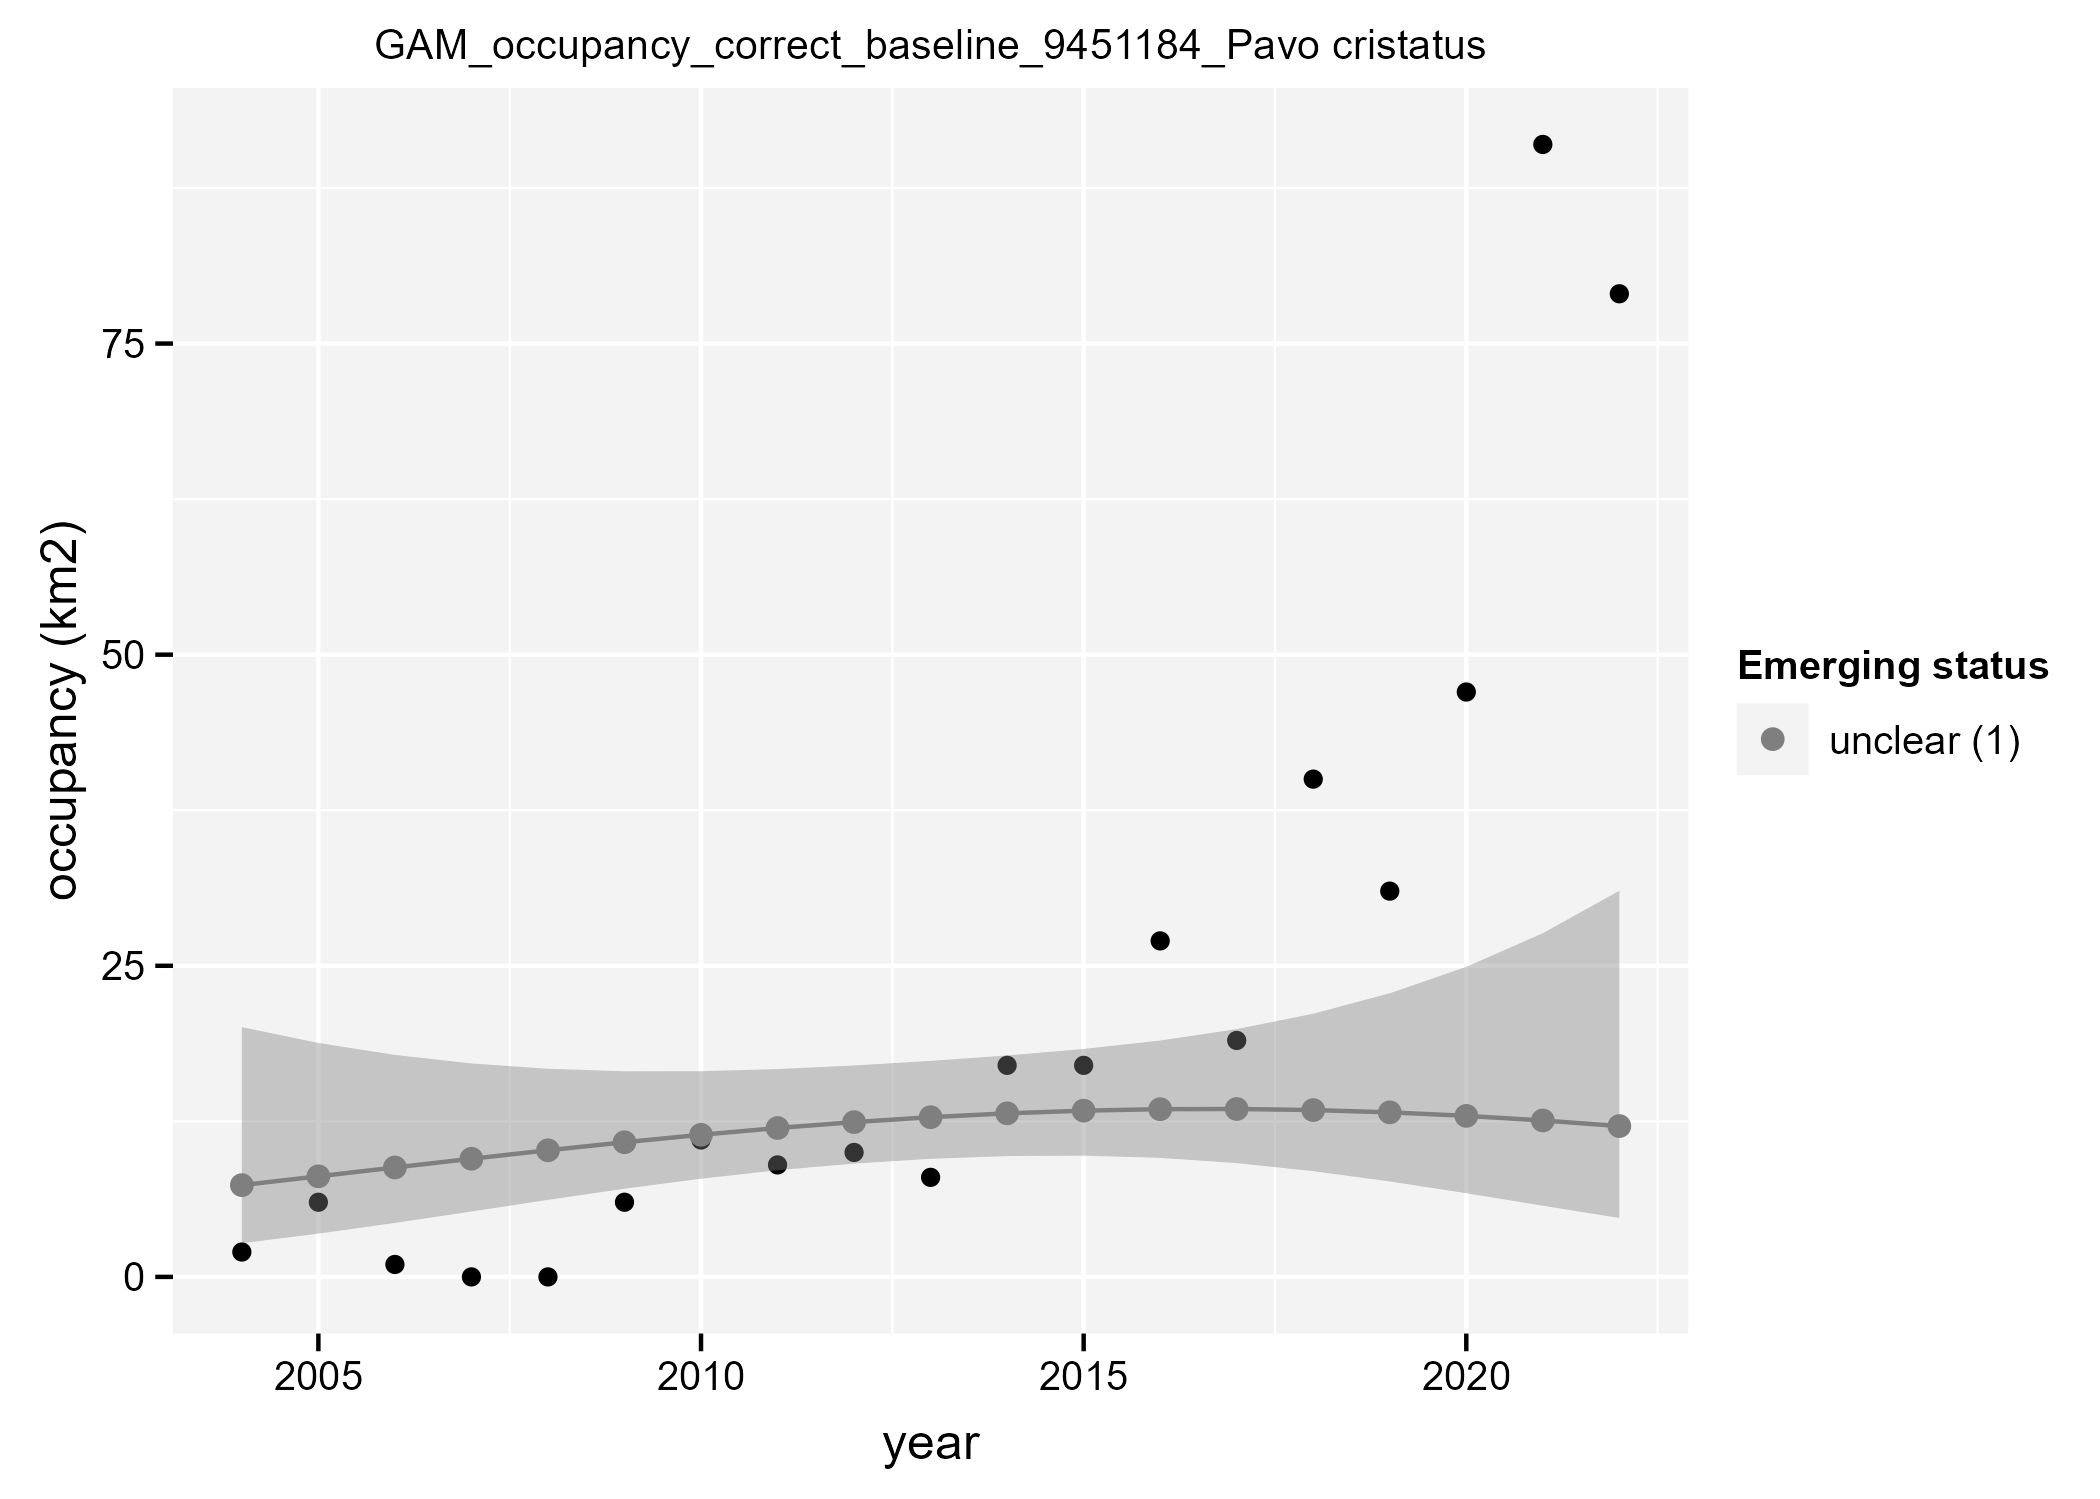 GAM_occupancy_correct_baseline_9451184_Pavo cristatus
75
50
25
0
occupancy (km2)
2005
2010
2015
2020
year
Emerging status
unclear (1)